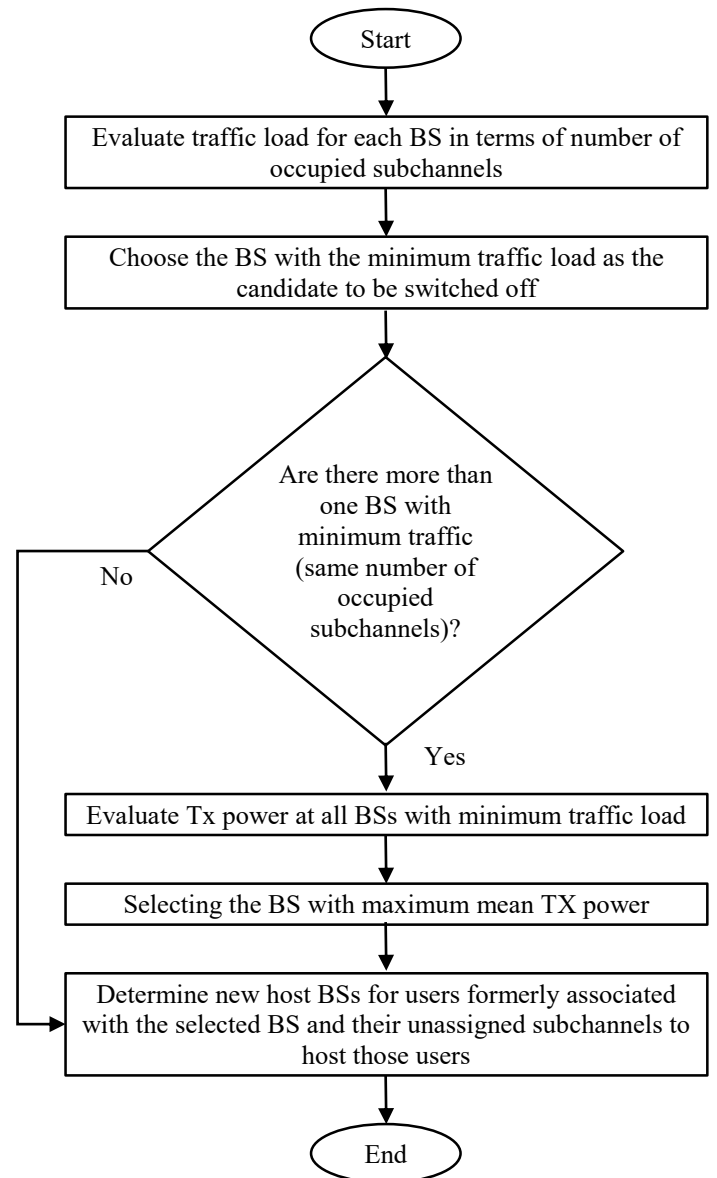 Start
Evaluate traffic load for each BS in terms of number of
occupied subchannels
Choose the BS with the minimum traffic load as the
candidate to be switched off
Are there more than
one BS with
minimum traffic
(same number of
occupied
subchannels)?
No
Yes
Evaluate Tx power at all BSs with minimum traffic load
Selecting the BS with maximum mean TX power
Determine new host BSs for users formerly associated
with the selected BS and their unassigned subchannels to
host those users
End